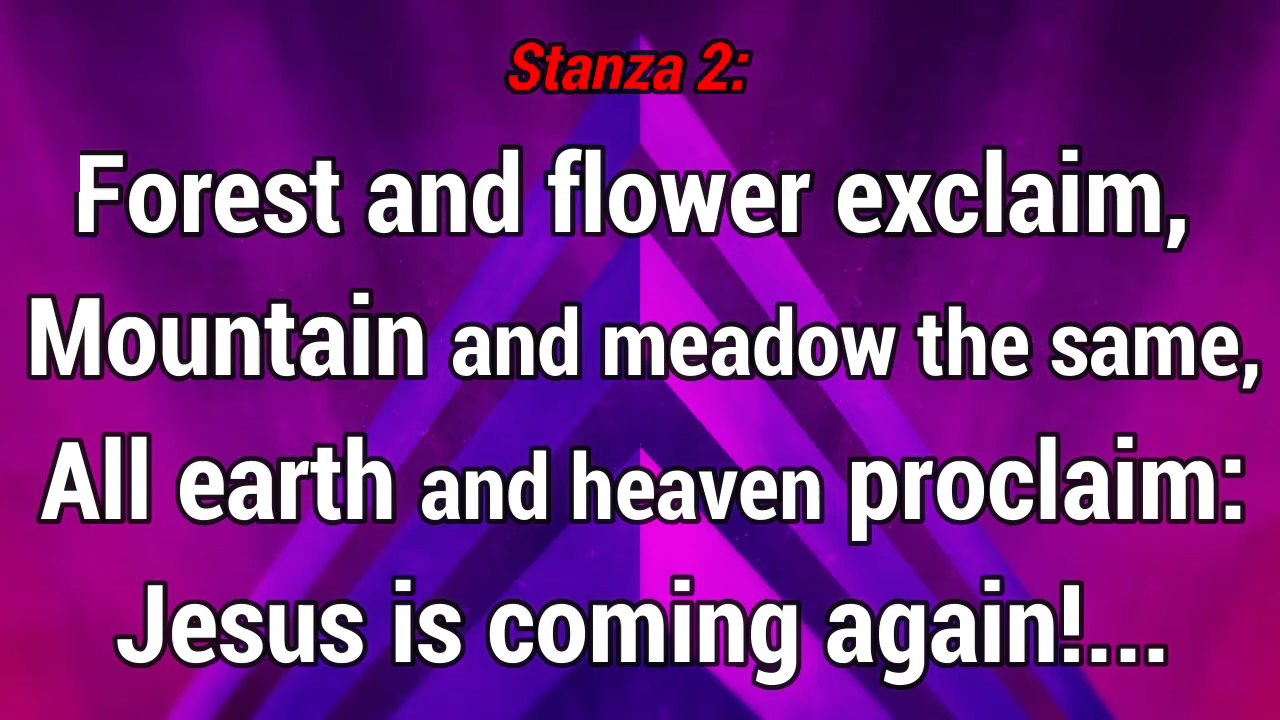 Stanza 2:
Forest and flower exclaim,
Mountain and meadow the same,
All earth and heaven proclaim:
Jesus is coming again!...